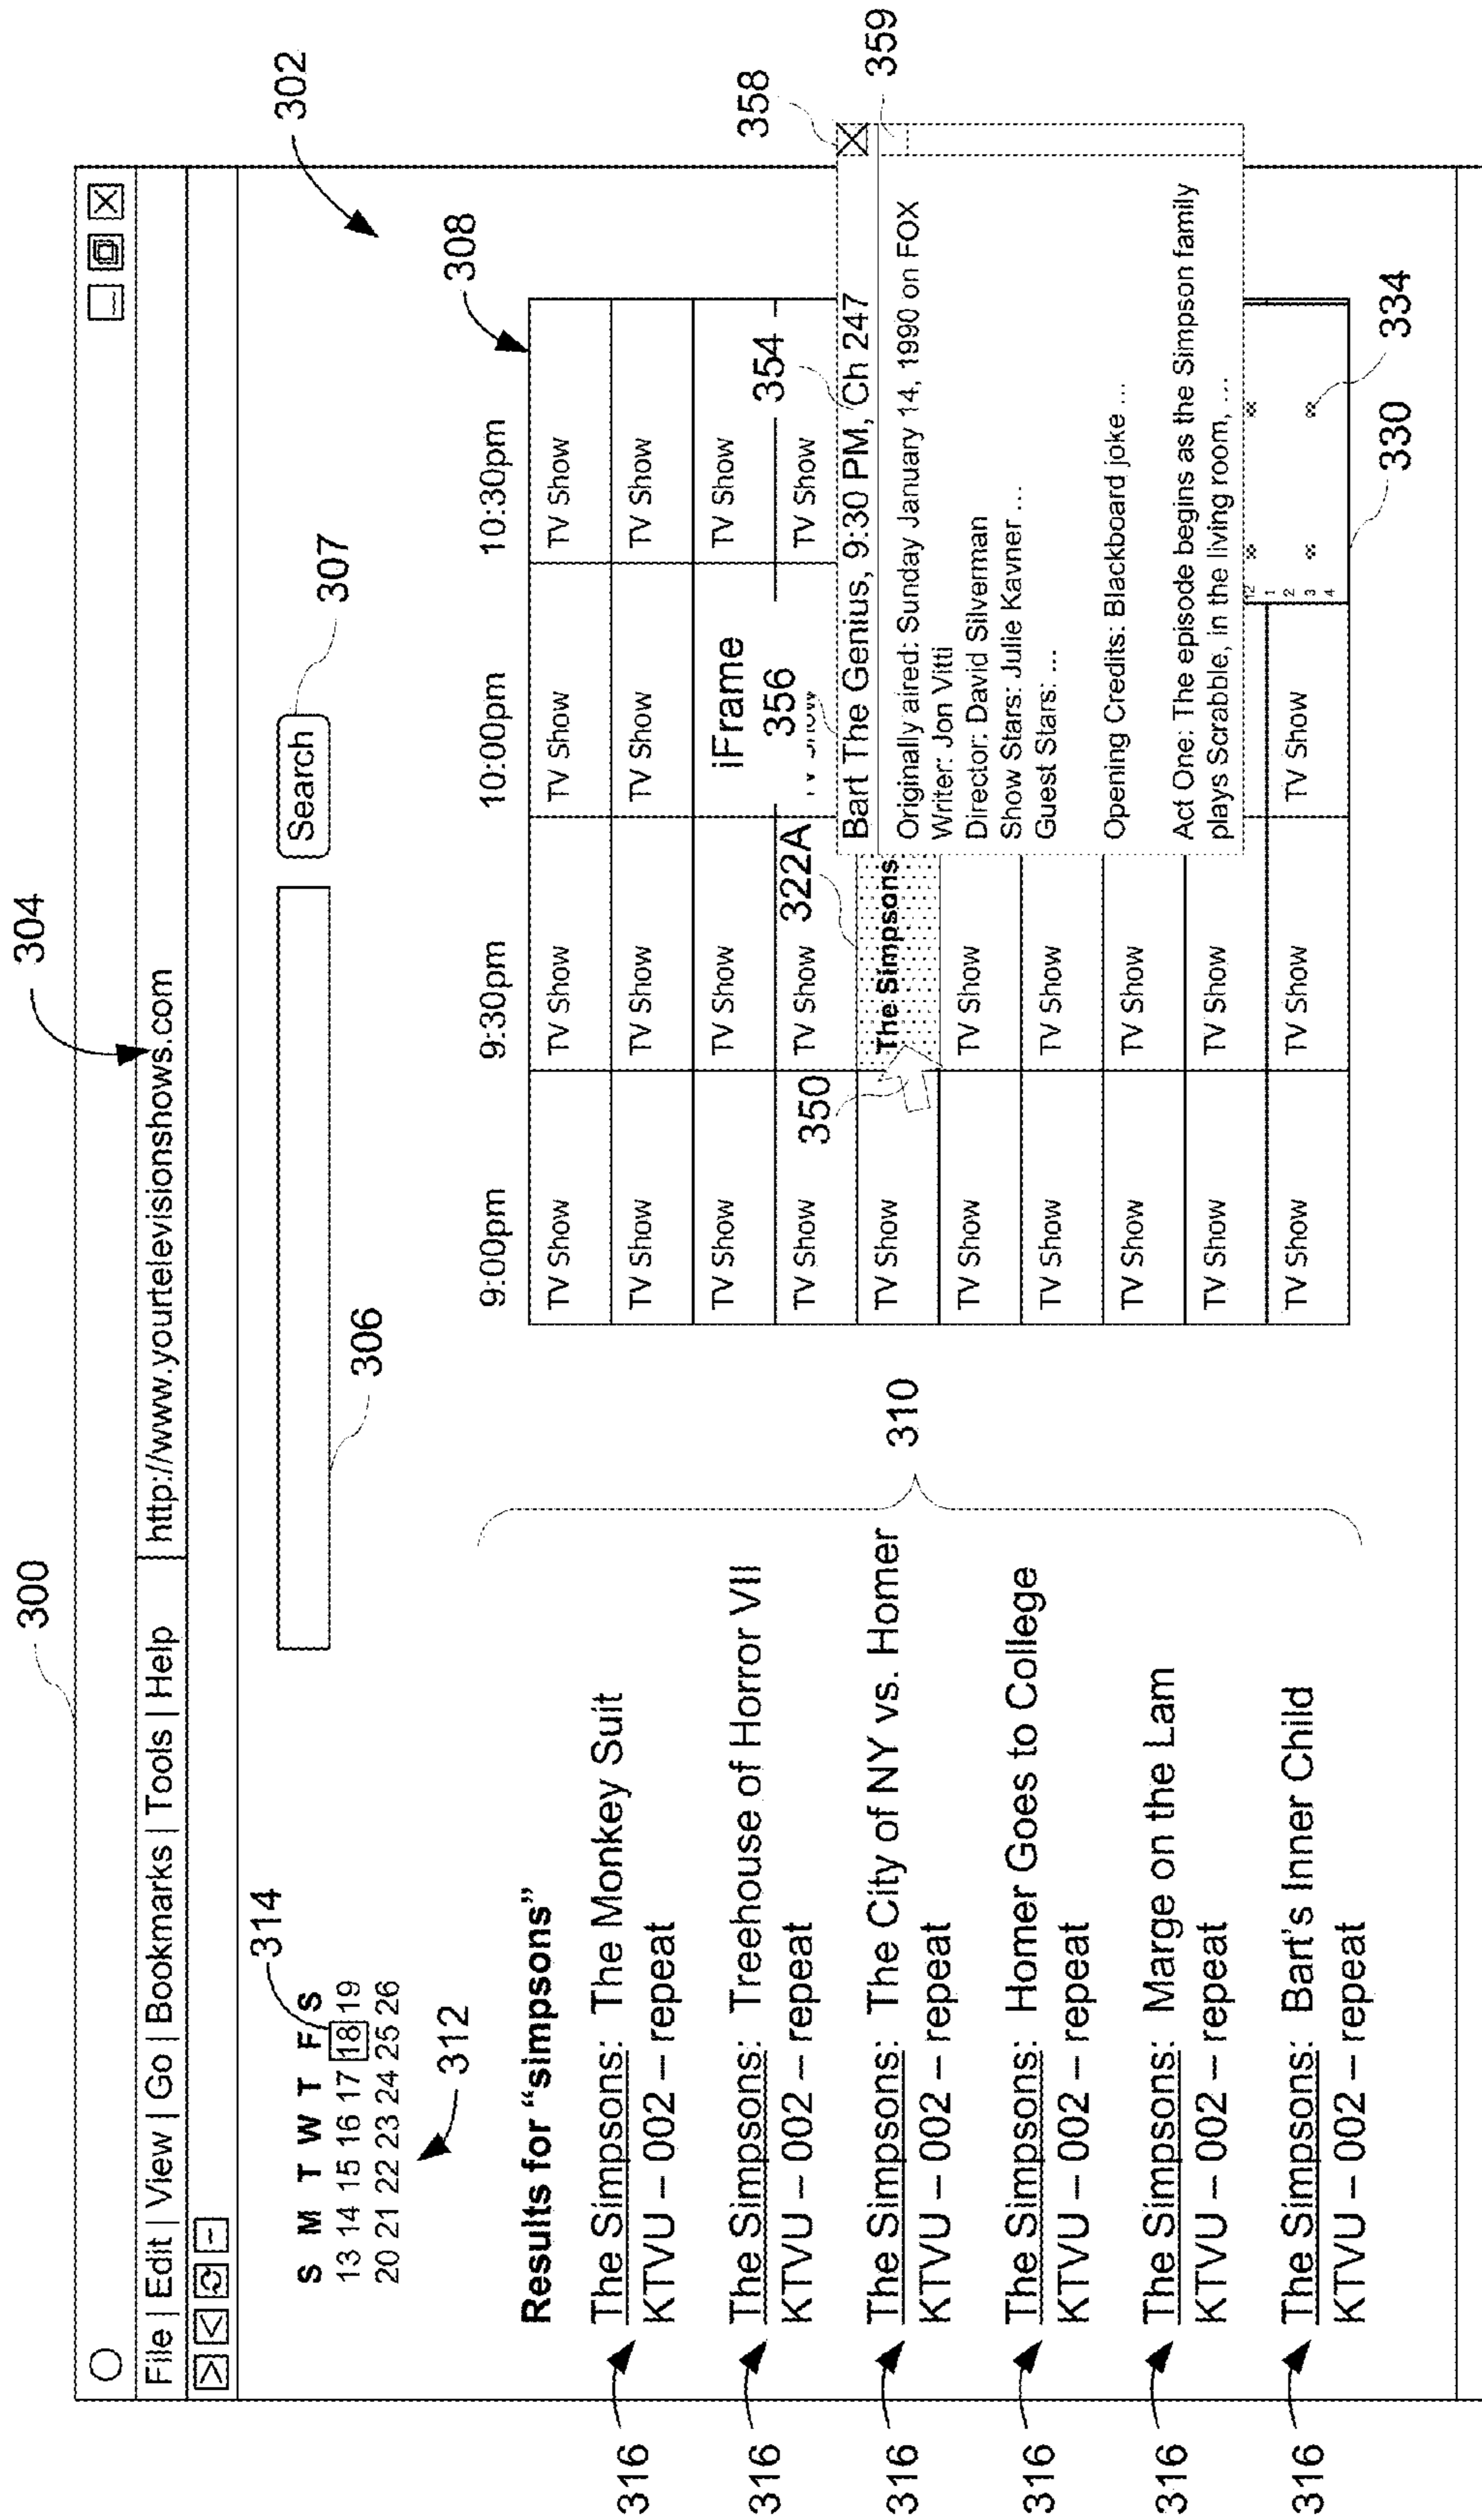 300
304
302
File | Edit | View | Go | Bookmarks | Tools | Help
http://www.yourtelevisionshows.com
314
S M T W T F S
13 14 15 16 17 18 19
20 21 22 23 24 25 26
312
306
Search
307
308
Results for “simpsons”
316
The Simpsons: The Monkey Suit
KTVU – 002 – repeat
316
The Simpsons: Treehouse of Horror VII
KTVU – 002 – repeat
316
The Simpsons: The City of NY vs. Homer
KTVU – 002 – repeat
316
The Simpsons: Homer Goes to College
KTVU – 002 – repeat
316
The Simpsons: Marge on the Lam
KTVU – 002 – repeat
316
The Simpsons: Bart's Inner Child
KTVU – 002 – repeat
310
9:00pm 9:30pm 10:00pm 10:30pm
TV Show TV Show TV Show TV Show
TV Show TV Show TV Show TV Show
TV Show TV Show iFrame TV Show
TV Show TV Show 322A 356 TV Show 354
350
TV Show The Simpsons
TV Show TV Show
TV Show TV Show
TV Show TV Show
TV Show TV Show
TV Show TV Show TV Show
358
359
Bart The Genius, 9:30 PM, Ch 247
Originally aired: Sunday January 14, 1990 on FOX
Writer: Jon Vitti
Director: David Silverman
Show Stars: Julie Kavner ...
Guest Stars: ...
Opening Credits: Blackboard joke ...
Act One: The episode begins as the Simpson family
plays Scrabble, in the living room, ...
12
1
2
3
4
334
330